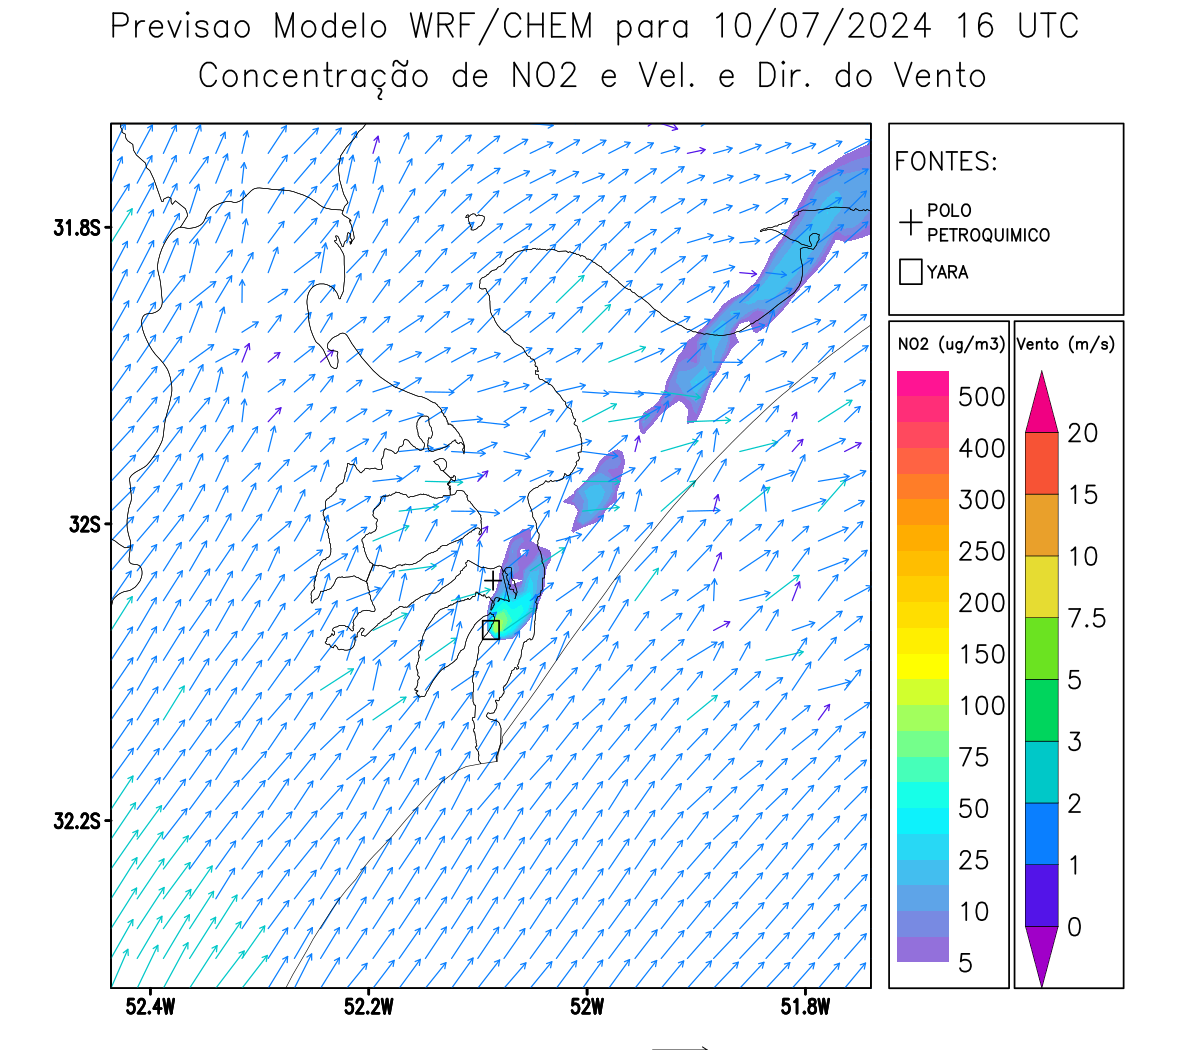 Previsao Modelo WRF/CHEM para 10/07/2024 16 UTC
Concentração de NO2 e Vel. e Dir. do Vento
FONTES:
POLO
PETROQUIMICO
YARA
NO2 (ug/m3)
500
400
300
250
200
150
100
75
50
25
10
5
Vento (m/s)
20
15
10
7.5
5
3
2
1
0
31.8S
32S
32.2S
52.4W
52.2W
52W
51.8W